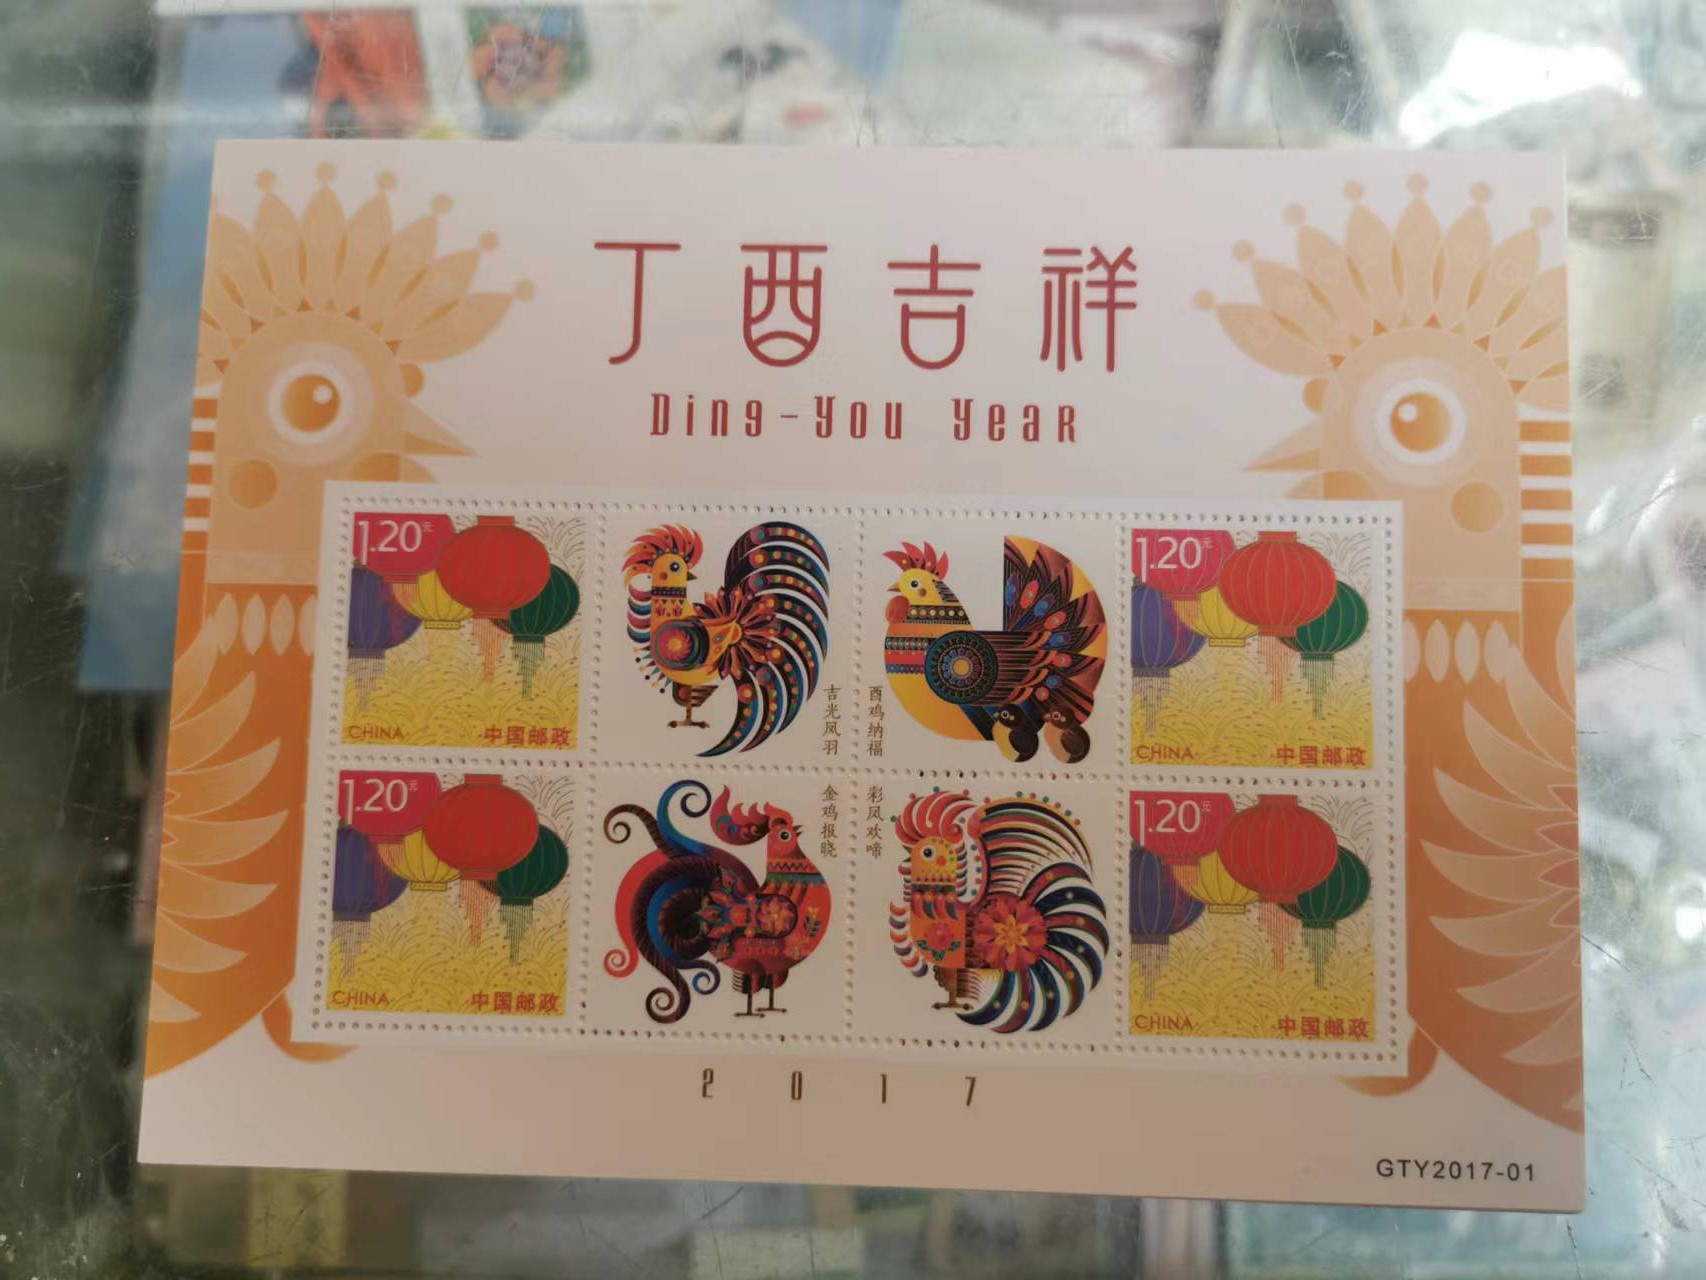 丁酉吉祥
Ding-You Year
1.20元
CHINA
中国邮政
吉光凤羽
酉鸡纳福
1.20元
CHINA
中国邮政
1.20元
CHINA
中国邮政
金鸡报晓
彩凤欢啼
1.20元
CHINA
中国邮政
2017
GTY2017-01